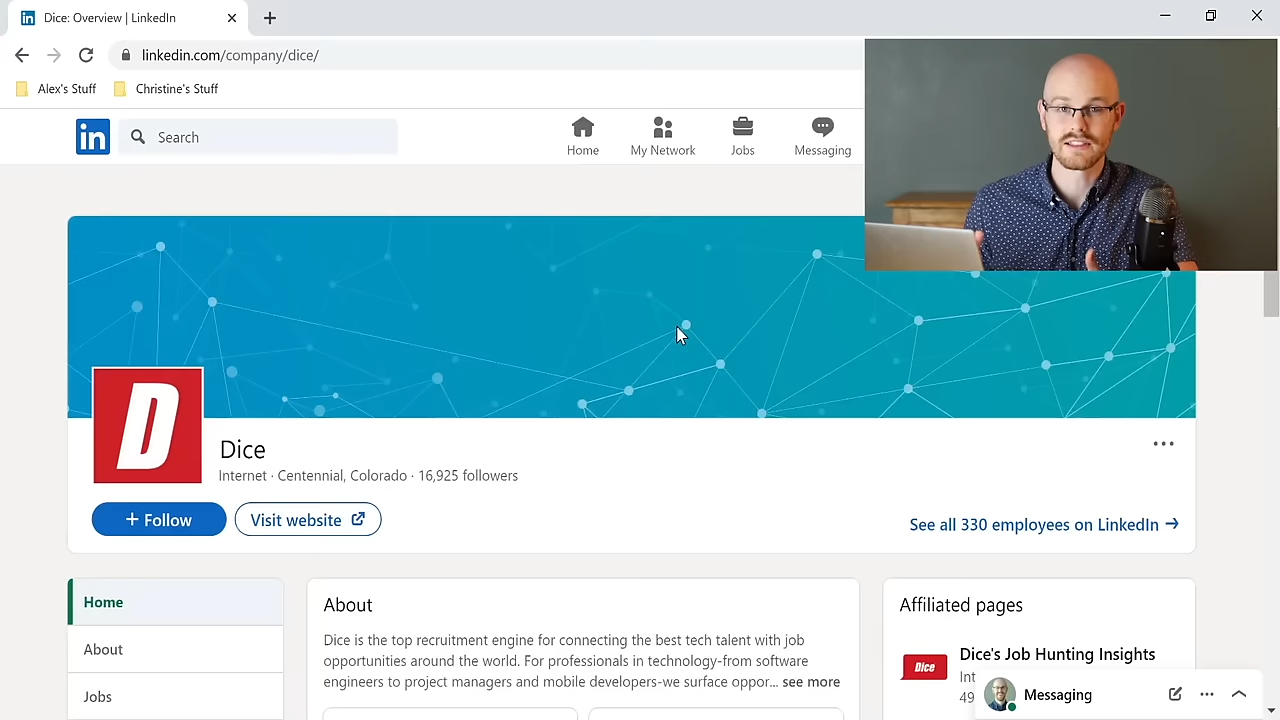 Dice: Overview | LinkedIn
linkedin.com/company/dice/
Alex's Stuff
Christine's Stuff
in
Search
Home
My Network
Jobs
Messaging
D
Dice
Internet · Centennial, Colorado · 16,925 followers
+ Follow
Visit website
See all 330 employees on LinkedIn →
Home
About
Jobs
About
Dice is the top recruitment engine for connecting the best tech talent with job
opportunities around the world. For professionals in technology-from software
engineers to project managers and mobile developers-we surface oppor... see more
Affiliated pages
Dice
Dice's Job Hunting Insights
Int
49
Messaging